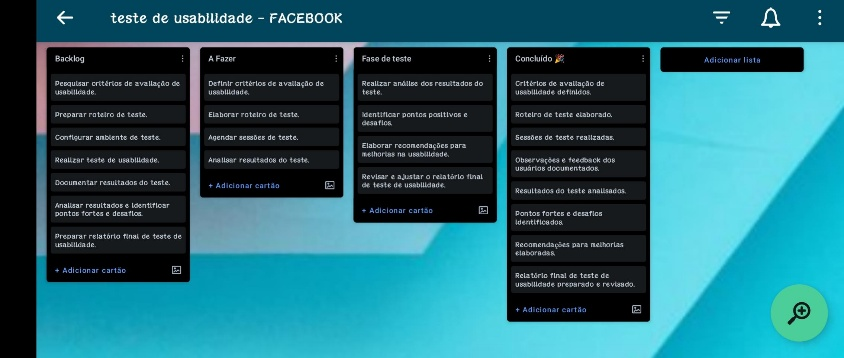 teste de usabilidade - FACEBOOK
Backlog
Pesquisar critérios de avaliação de
usabilidade.
Preparar roteiro de teste.
Configurar ambiente de teste.
Realizar teste de usabilidade.
Documentar resultados do teste.
Analisar resultados e identificar
pontos fortes e desafios.
Preparar relatório final de teste de
usabilidade.
+ Adicionar cartão
A Fazer
Definir critérios de avaliação de
usabilidade.
Elaborar roteiro de teste.
Agendar sessões de teste.
Analisar resultados do teste.
+ Adicionar cartão
Fase de teste
Realizar análise dos resultados do
teste.
Identificar pontos positivos e
desafios.
Elaborar recomendações para
melhorias na usabilidade.
Revisar e ajustar o relatório final
de teste de usabilidade.
+ Adicionar cartão
Concluído 🎉
Critérios de avaliação de
usabilidade definidos.
Roteiro de teste elaborado.
Sessões de teste realizadas.
Observações e feedback dos
usuários documentados.
Resultados do teste analisados.
Pontos fortes e desafios
identificados.
Recomendações para melhorias
elaboradas.
Relatório final de teste de
usabilidade preparado e revisado.
+ Adicionar cartão
Adicionar lista